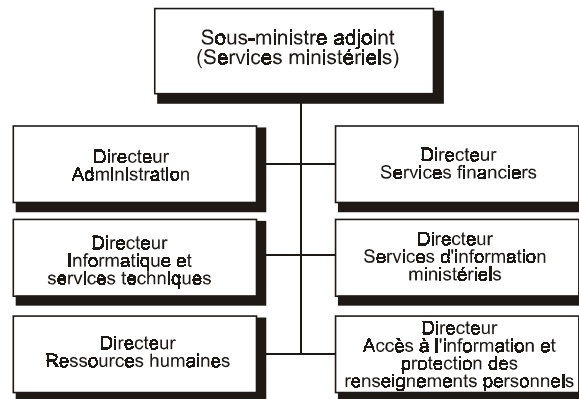 Sous-ministre adjoint
(Services ministériels)
Directeur
Administration
Directeur
Services financiers
Directeur
Informatique et
services techniques
Directeur
Services d'information
ministériels
Directeur
Ressources humaines
Directeur
Accès à l'information et
protection des
renseignements personnels